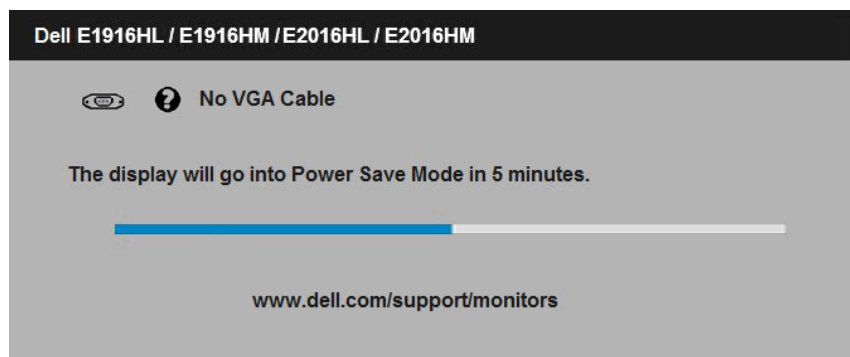 Dell E1916HL / E1916HM / E2016HL / E2016HM
No VGA Cable
The display will go into Power Save Mode in 5 minutes.
www.dell.com/support/monitors